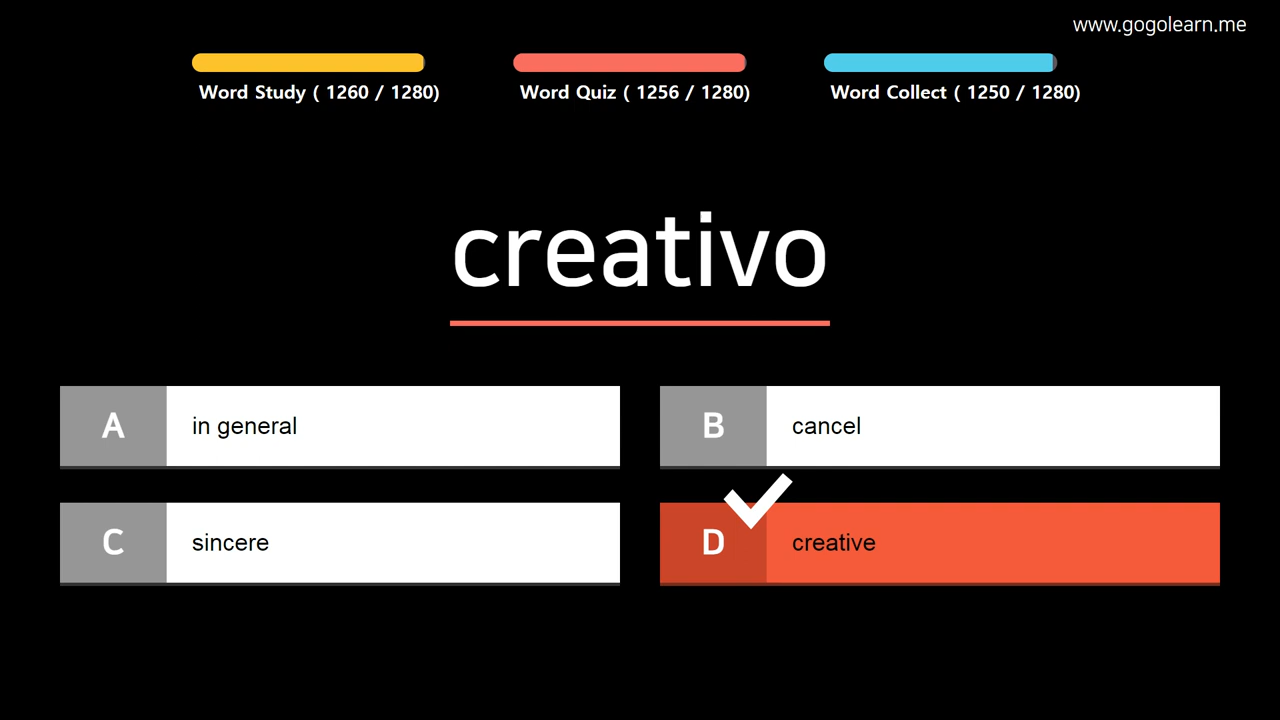 www.gogolearn.me
Word Study ( 1260 / 1280)
Word Quiz ( 1256 / 1280)
Word Collect ( 1250 / 1280)
creativo
A in general
B cancel
C sincere
D creative